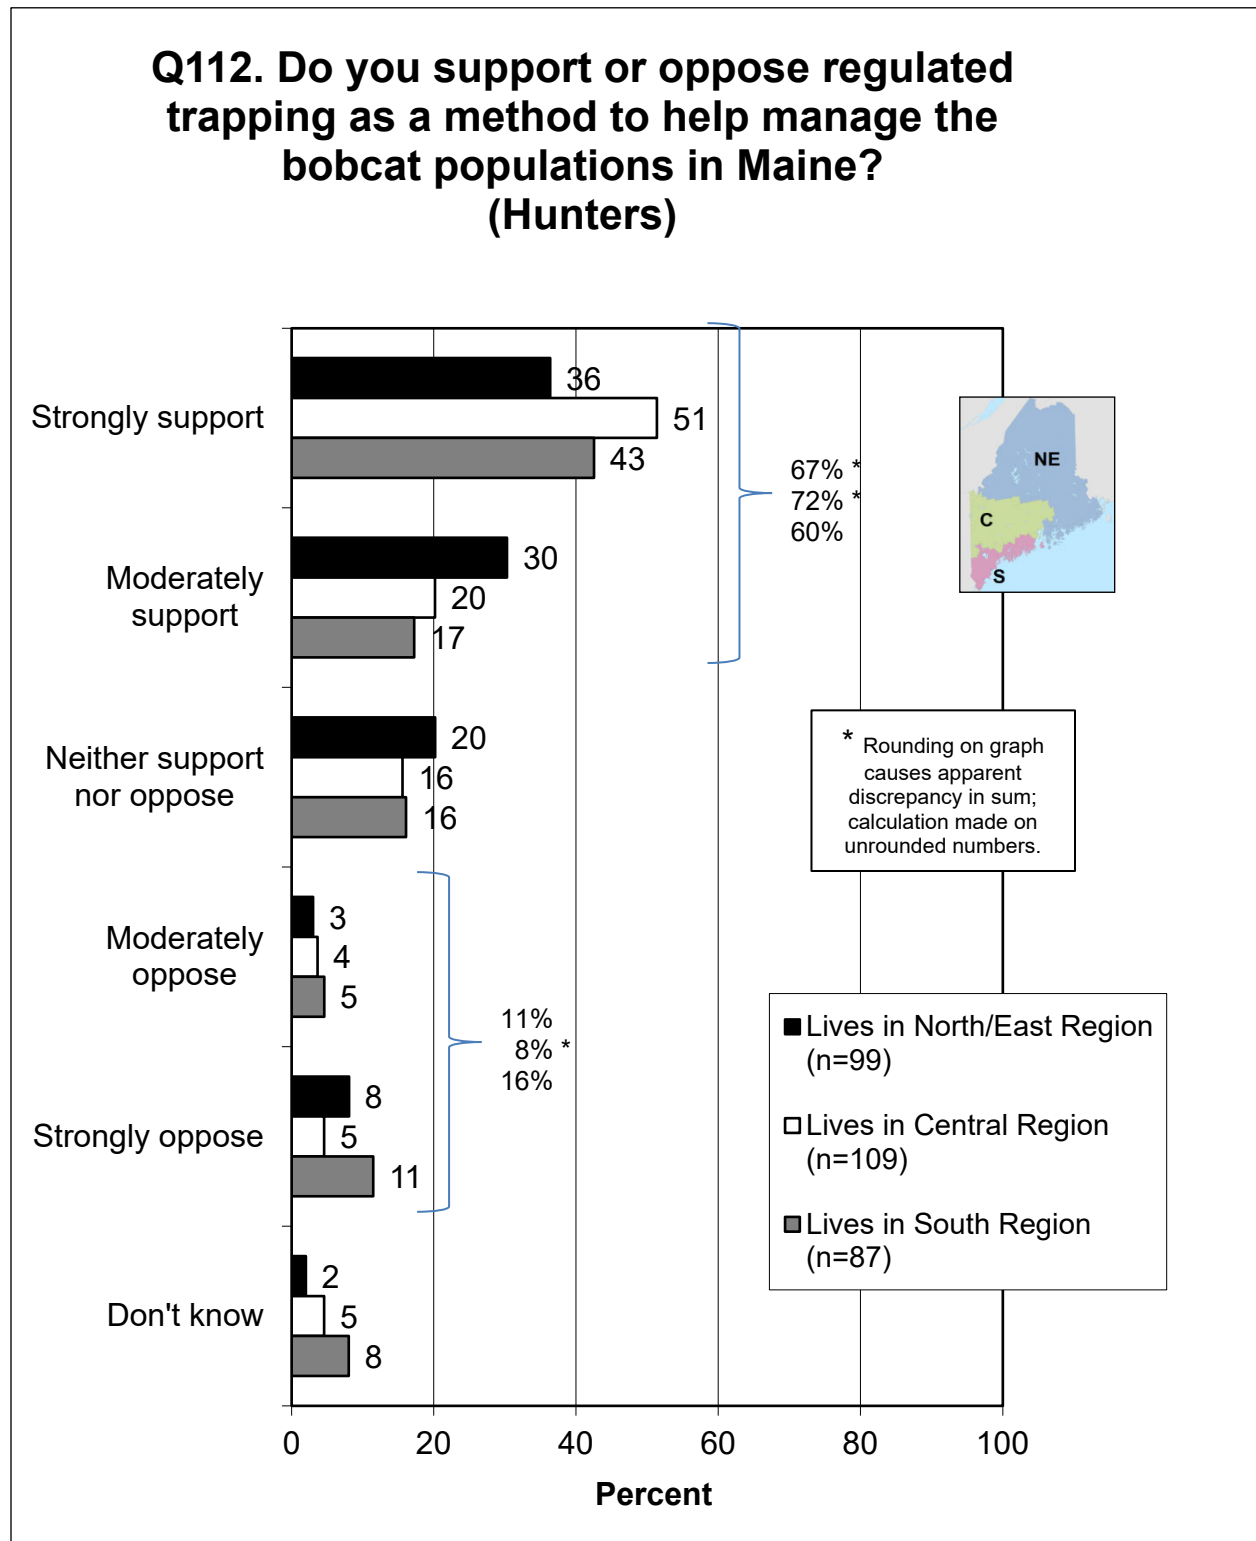 Q112. Do you support or oppose regulated
trapping as a method to help manage the
bobcat populations in Maine?
(Hunters)
Strongly support
36
51
43
Moderately
support
30
20
17
67% *
72% *
60%
NE
C
S
Neither support
nor oppose
20
16
16
* Rounding on graph
causes apparent
discrepancy in sum;
calculation made on
unrounded numbers.
Moderately
oppose
3
4
5
Strongly oppose
8
5
11
11%
8% *
16%
Don't know
2
5
8
Lives in North/East Region
(n=99)
Lives in Central Region
(n=109)
Lives in South Region
(n=87)
0 20 40 60 80 100
Percent